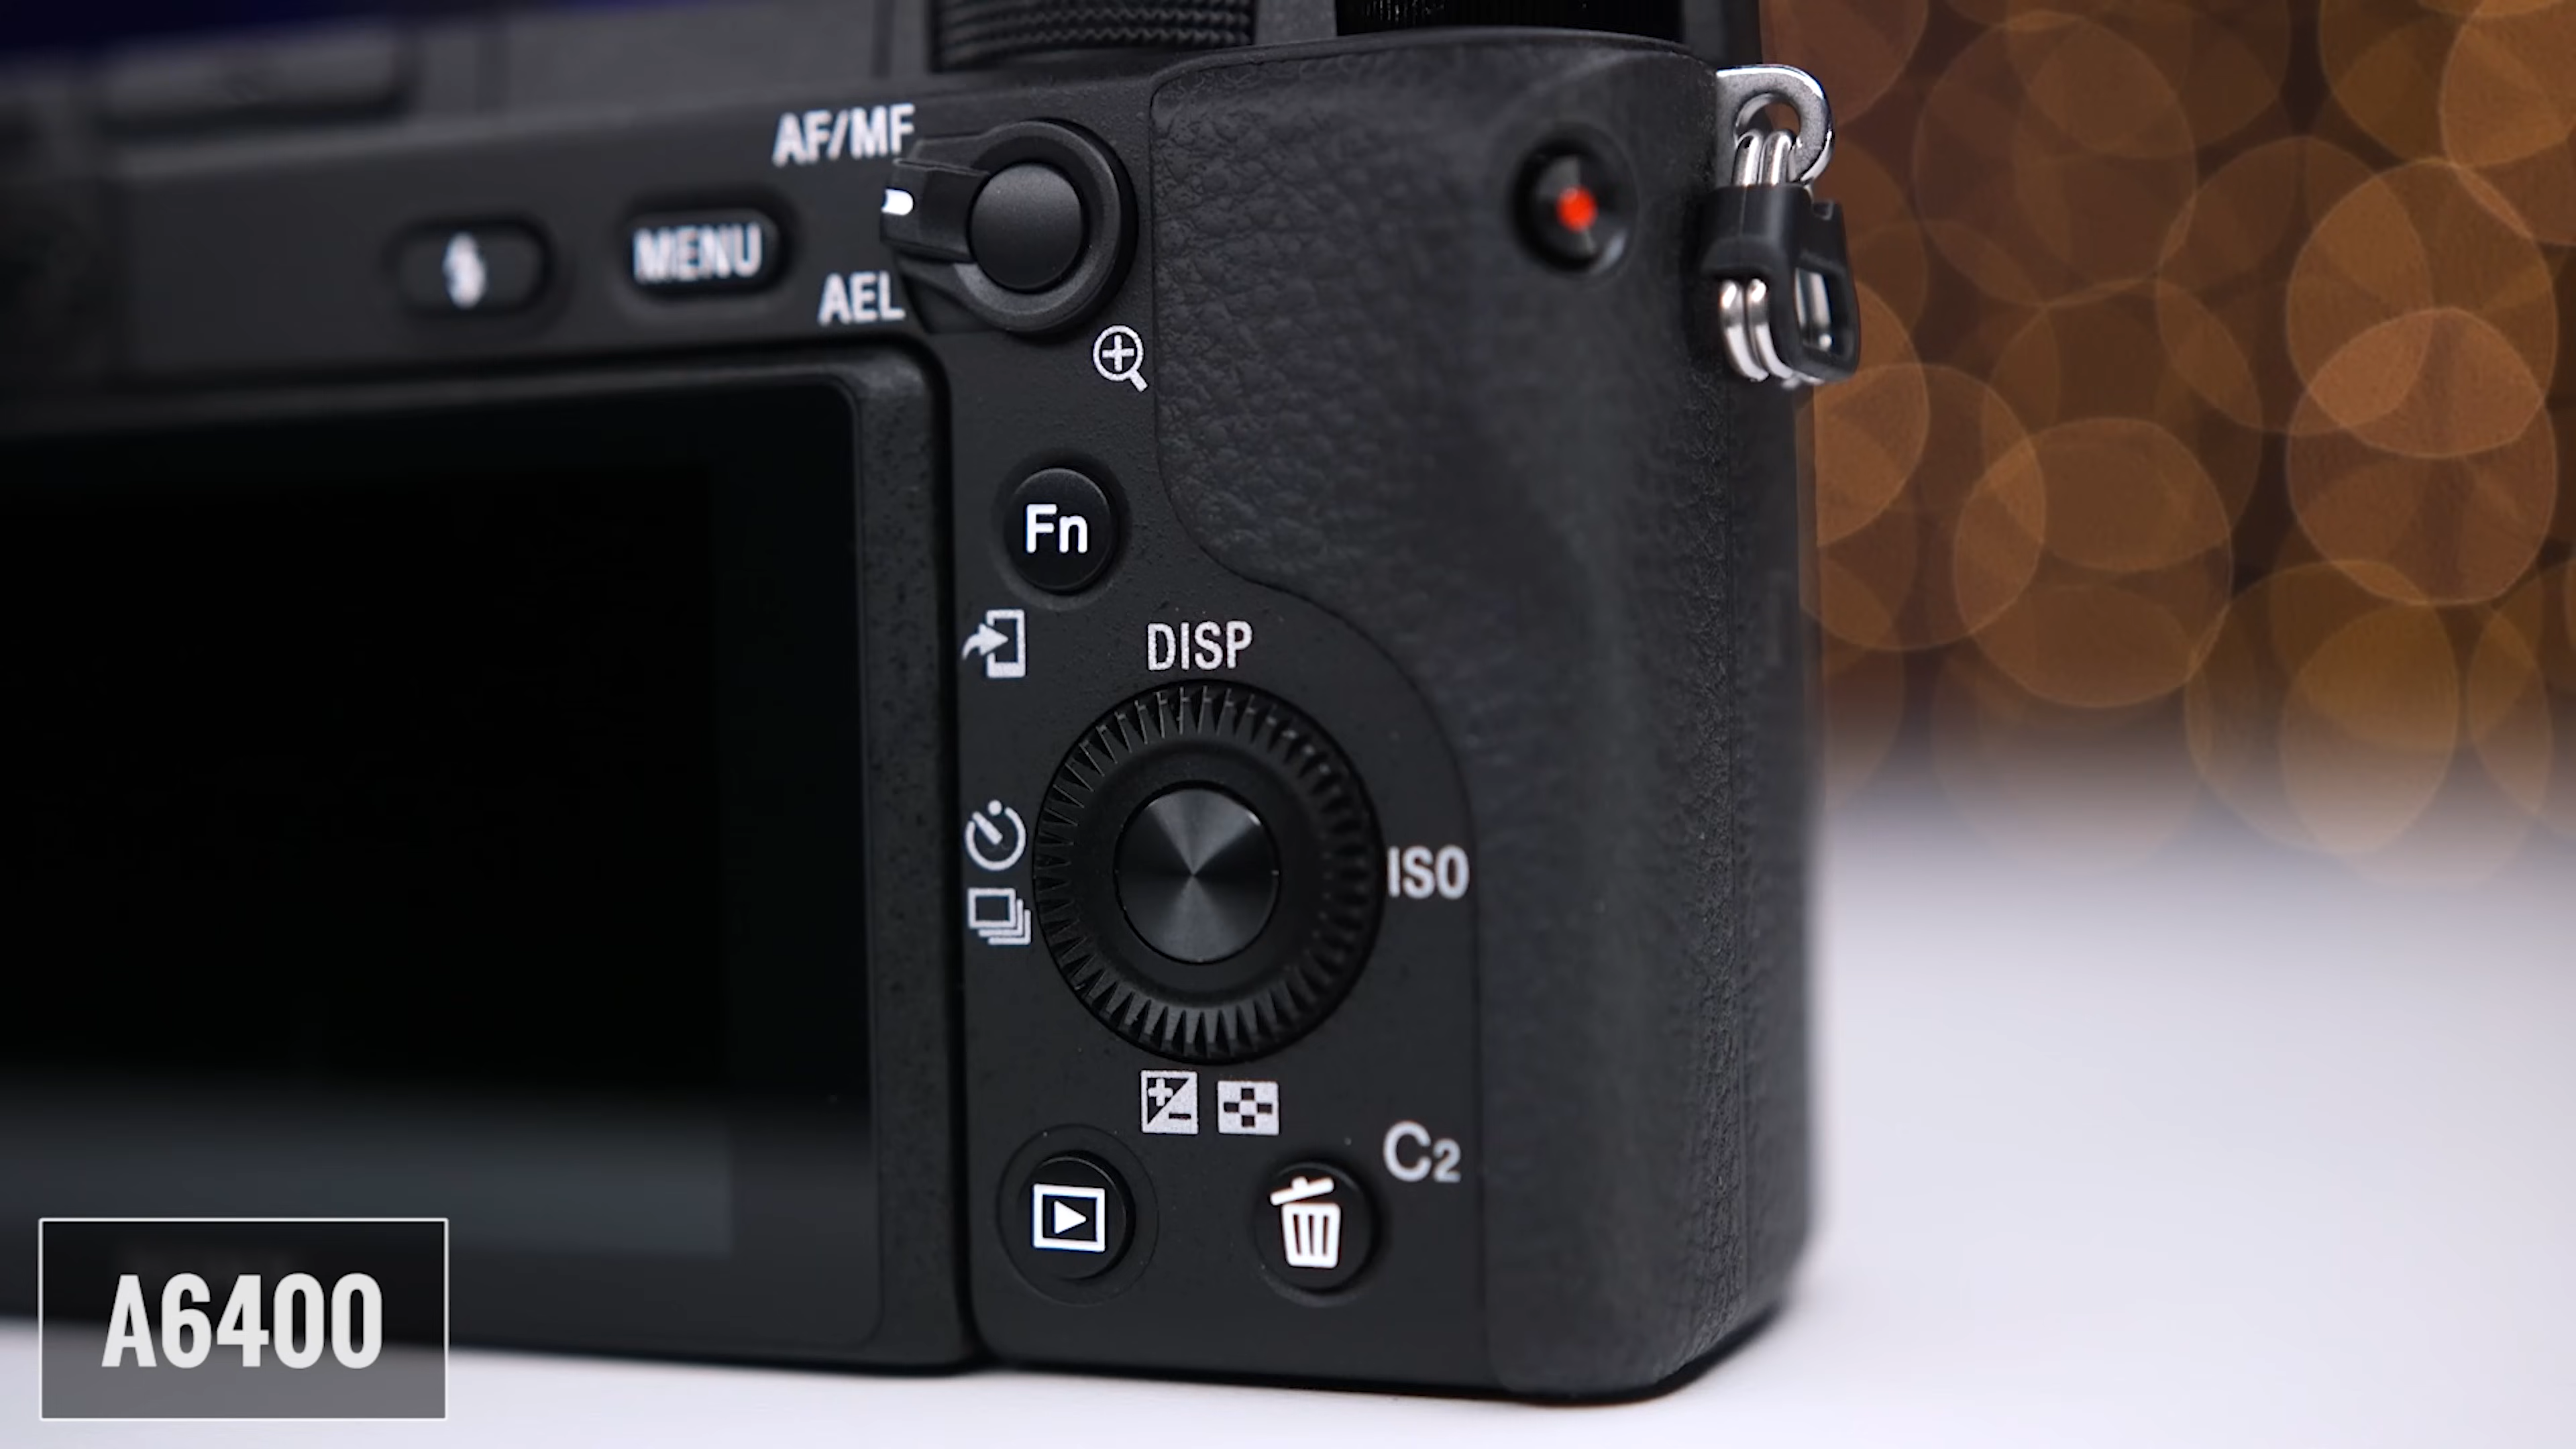 AF/MF
MENU
AEL
Fn
DISP
ISO
C2
A6400